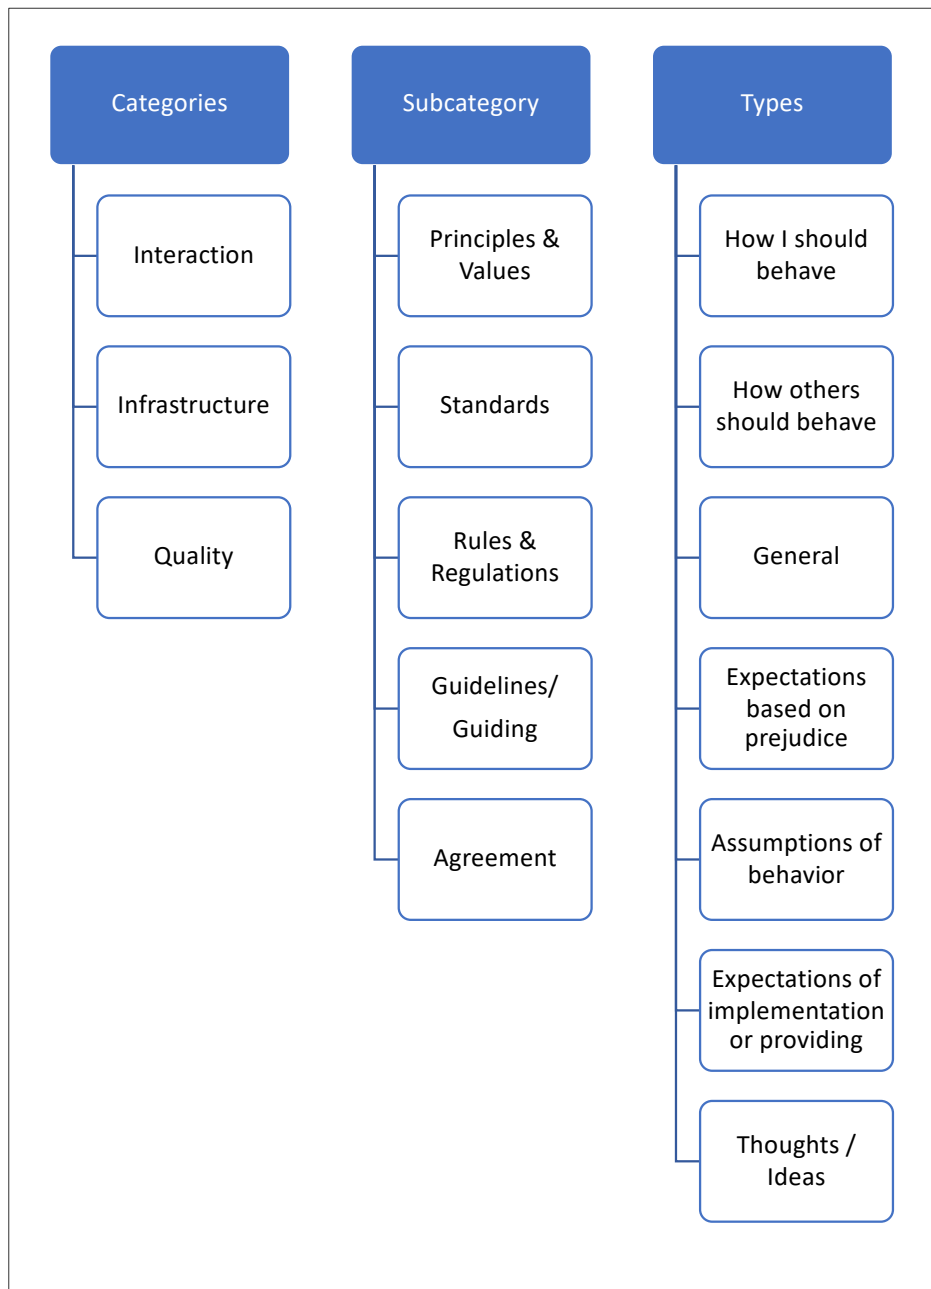 Categories
Interaction
Infrastructure
Quality
Subcategory
Principles &
Values
Standards
Rules &
Regulations
Guidelines/
Guiding
Agreement
Types
How I should
behave
How others
should behave
General
Expectations
based on
prejudice
Assumptions of
behavior
Expectations of
implementation
or providing
Thoughts /
Ideas